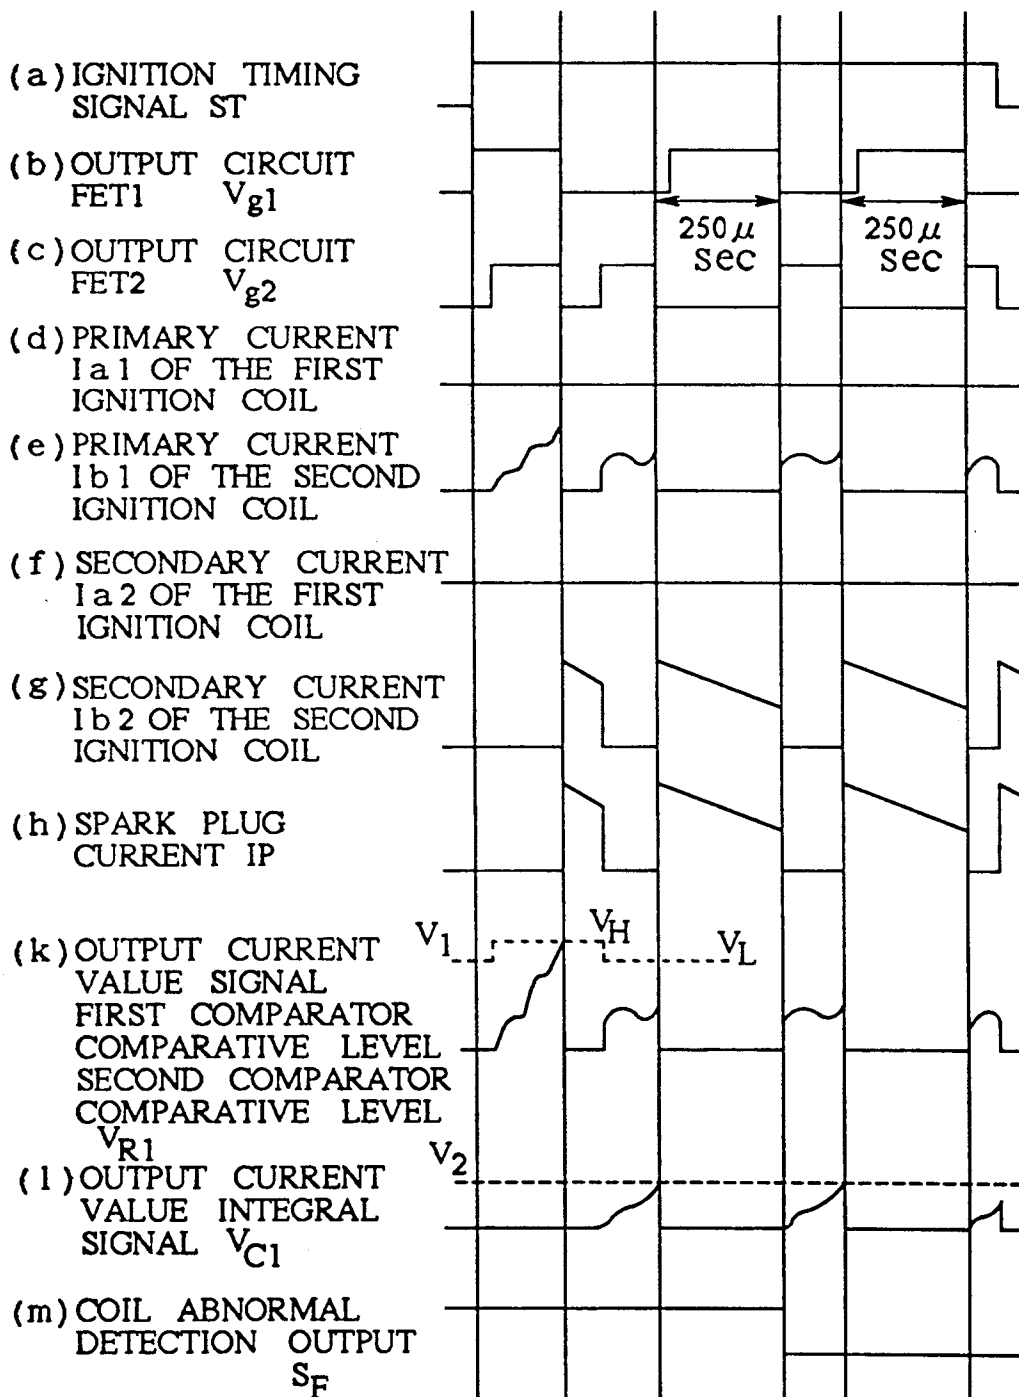 (a) IGNITION TIMING
SIGNAL ST
(b) OUTPUT CIRCUIT
FET1 Vg1
250μ
sec
250μ
sec
(c) OUTPUT CIRCUIT
FET2 Vg2
(d) PRIMARY CURRENT
Ia1 OF THE FIRST
IGNITION COIL
(e) PRIMARY CURRENT
Ib1 OF THE SECOND
IGNITION COIL
(f) SECONDARY CURRENT
Ia2 OF THE FIRST
IGNITION COIL
(g) SECONDARY CURRENT
Ib2 OF THE SECOND
IGNITION COIL
(h) SPARK PLUG
CURRENT IP
V1 VH VL
(k) OUTPUT CURRENT
VALUE SIGNAL
FIRST COMPARATOR
COMPARATIVE LEVEL
SECOND COMPARATOR
COMPARATIVE LEVEL
VR1
V2
(l) OUTPUT CURRENT
VALUE INTEGRAL
SIGNAL VC1
(m) COIL ABNORMAL
DETECTION OUTPUT
SF